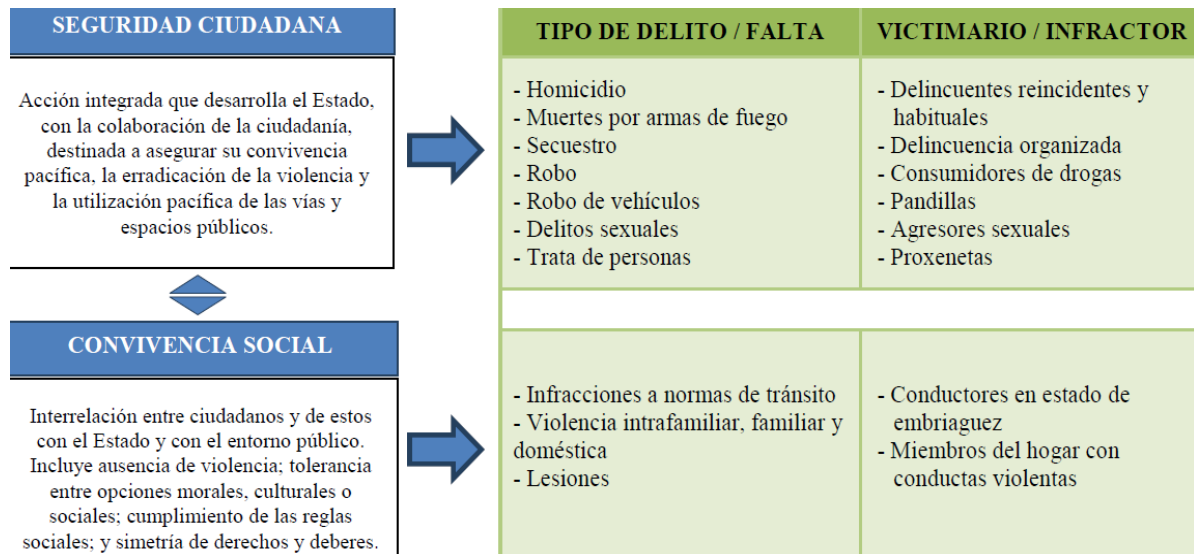 SEGURIDAD CIUDADANA
Acción integrada que desarrolla el Estado,
con la colaboración de la ciudadanía,
destinada a asegurar su convivencia
pacífica, la erradicación de la violencia y
la utilización pacífica de las vías y
espacios públicos.
TIPO DE DELITO / FALTA
- Homicidio
- Muertes por armas de fuego
- Secuestro
- Robo
- Robo de vehículos
- Delitos sexuales
- Trata de personas
VICTIMARIO / INFRACTOR
- Delincuentes reincidentes y
habituales
- Delincuencia organizada
- Consumidores de drogas
- Pandillas
- Agresores sexuales
- Proxenetas
CONVIVENCIA SOCIAL
Interrelación entre ciudadanos y de estos
con el Estado y con el entorno público.
Incluye ausencia de violencia; tolerancia
entre opciones morales, culturales o
sociales; cumplimiento de las reglas
sociales; y simetría de derechos y deberes.
- Infracciones a normas de tránsito
- Violencia intrafamiliar, familiar y
doméstica
- Lesiones
- Conductores en estado de
embriaguez
- Miembros del hogar con
conductas violentas